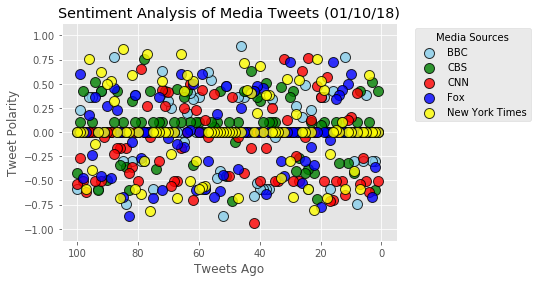 Sentiment Analysis of Media Tweets (01/10/18)
Media Sources
BBC
CBS
CNN
Fox
New York Times
Tweet Polarity
1.00
0.75
0.50
0.25
0.00
−0.25
−0.50
−0.75
−1.00
100 80 60 40 20 0
Tweets Ago